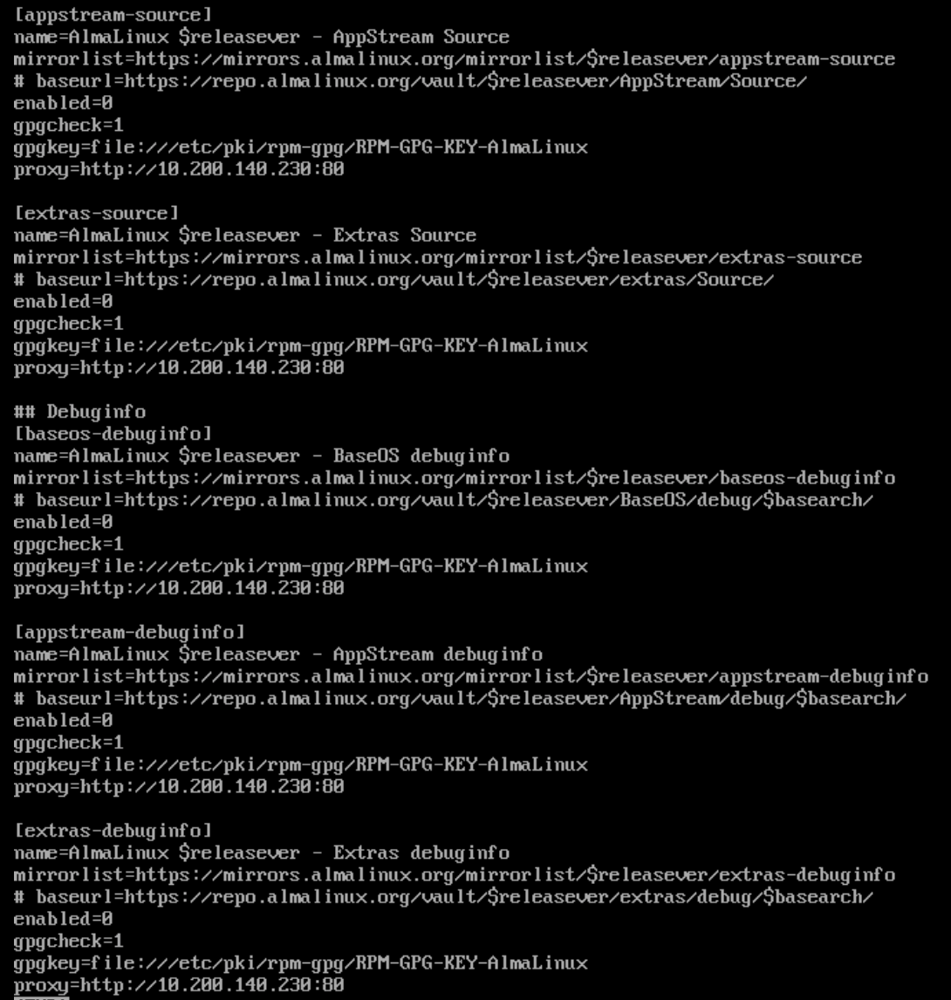 [appstream-source]
name=AlmaLinux $releasever - AppStream Source
mirrorlist=https://mirrors.almalinux.org/mirrorlist/$releasever/appstream-source
# baseurl=https://repo.almalinux.org/vault/$releasever/AppStream/Source/
enabled=0
gpgcheck=1
gpgkey=file:///etc/pki/rpm-gpg/RPM-GPG-KEY-AlmaLinux
proxy=http://10.200.140.230:80
[extras-source]
name=AlmaLinux $releasever - Extras Source
mirrorlist=https://mirrors.almalinux.org/mirrorlist/$releasever/extras-source
# baseurl=https://repo.almalinux.org/vault/$releasever/extras/Source/
enabled=0
gpgcheck=1
gpgkey=file:///etc/pki/rpm-gpg/RPM-GPG-KEY-AlmaLinux
proxy=http://10.200.140.230:80
## Debuginfo
[baseos-debuginfo]
name=AlmaLinux $releasever - BaseOS debuginfo
mirrorlist=https://mirrors.almalinux.org/mirrorlist/$releasever/baseos-debuginfo
# baseurl=https://repo.almalinux.org/vault/$releasever/BaseOS/debug/$basearch/
enabled=0
gpgcheck=1
gpgkey=file:///etc/pki/rpm-gpg/RPM-GPG-KEY-AlmaLinux
proxy=http://10.200.140.230:80
[appstream-debuginfo]
name=AlmaLinux $releasever - AppStream debuginfo
mirrorlist=https://mirrors.almalinux.org/mirrorlist/$releasever/appstream-debuginfo
# baseurl=https://repo.almalinux.org/vault/$releasever/AppStream/debug/$basearch/
enabled=0
gpgcheck=1
gpgkey=file:///etc/pki/rpm-gpg/RPM-GPG-KEY-AlmaLinux
proxy=http://10.200.140.230:80
[extras-debuginfo]
name=AlmaLinux $releasever - Extras debuginfo
mirrorlist=https://mirrors.almalinux.org/mirrorlist/$releasever/extras-debuginfo
# baseurl=https://repo.almalinux.org/vault/$releasever/extras/debug/$basearch/
enabled=0
gpgcheck=1
gpgkey=file:///etc/pki/rpm-gpg/RPM-GPG-KEY-AlmaLinux
proxy=http://10.200.140.230:80